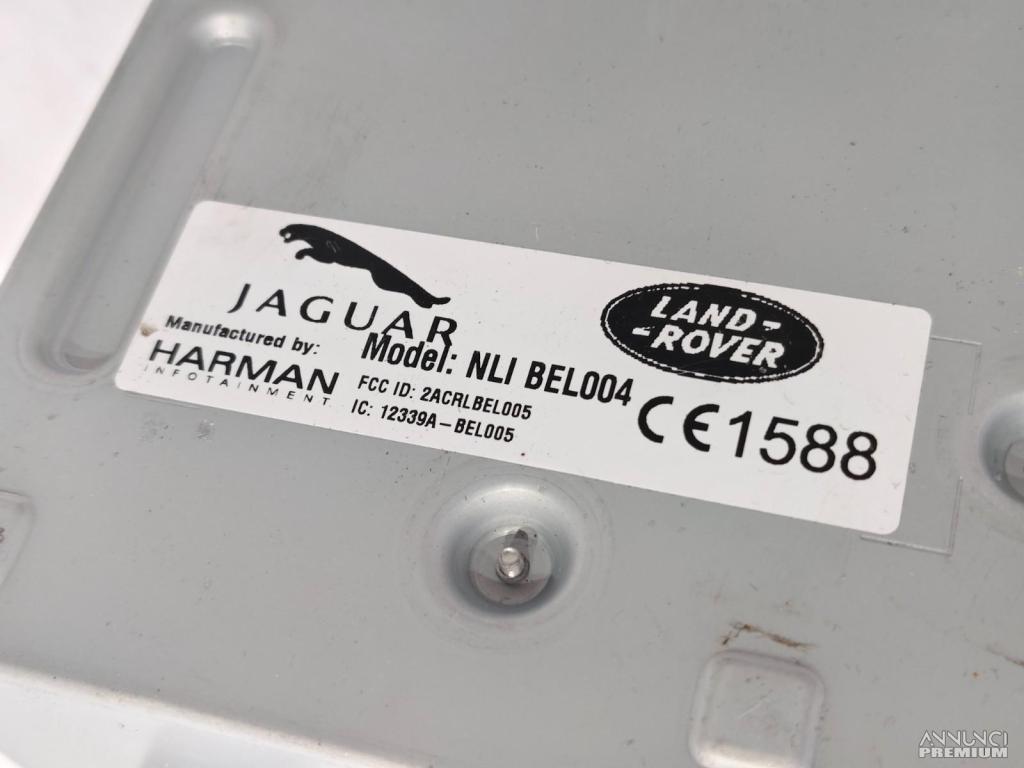 JAGUAR
LAND-
-ROVER
Manufactured by:
HARMAN
INFOTAINMENT
Model: NLI BEL004
FCC ID: 2ACRLBEL005
IC: 12339A-BEL005
CE1588
ANNUNCI
PREMIUM